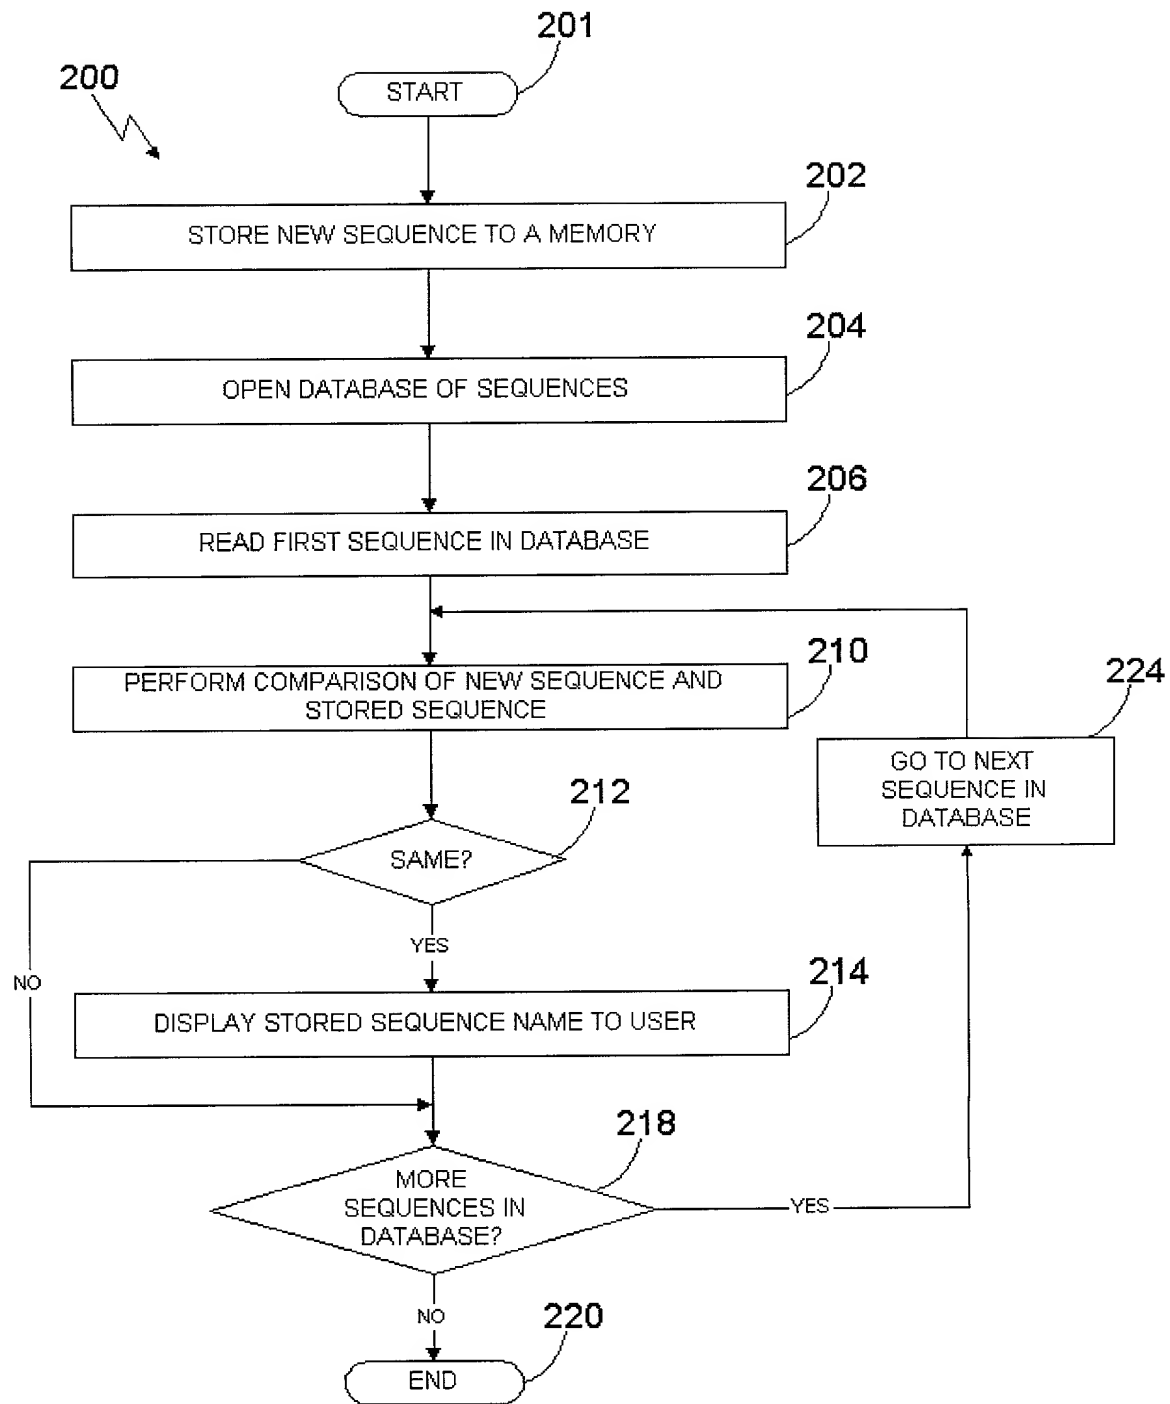 201
200
START
202
STORE NEW SEQUENCE TO A MEMORY
204
OPEN DATABASE OF SEQUENCES
206
READ FIRST SEQUENCE IN DATABASE
210
PERFORM COMPARISON OF NEW SEQUENCE AND
STORED SEQUENCE
224
GO TO NEXT
SEQUENCE IN
DATABASE
212
SAME?
YES
NO
214
DISPLAY STORED SEQUENCE NAME TO USER
218
MORE
SEQUENCES IN
DATABASE?
YES
NO
220
END